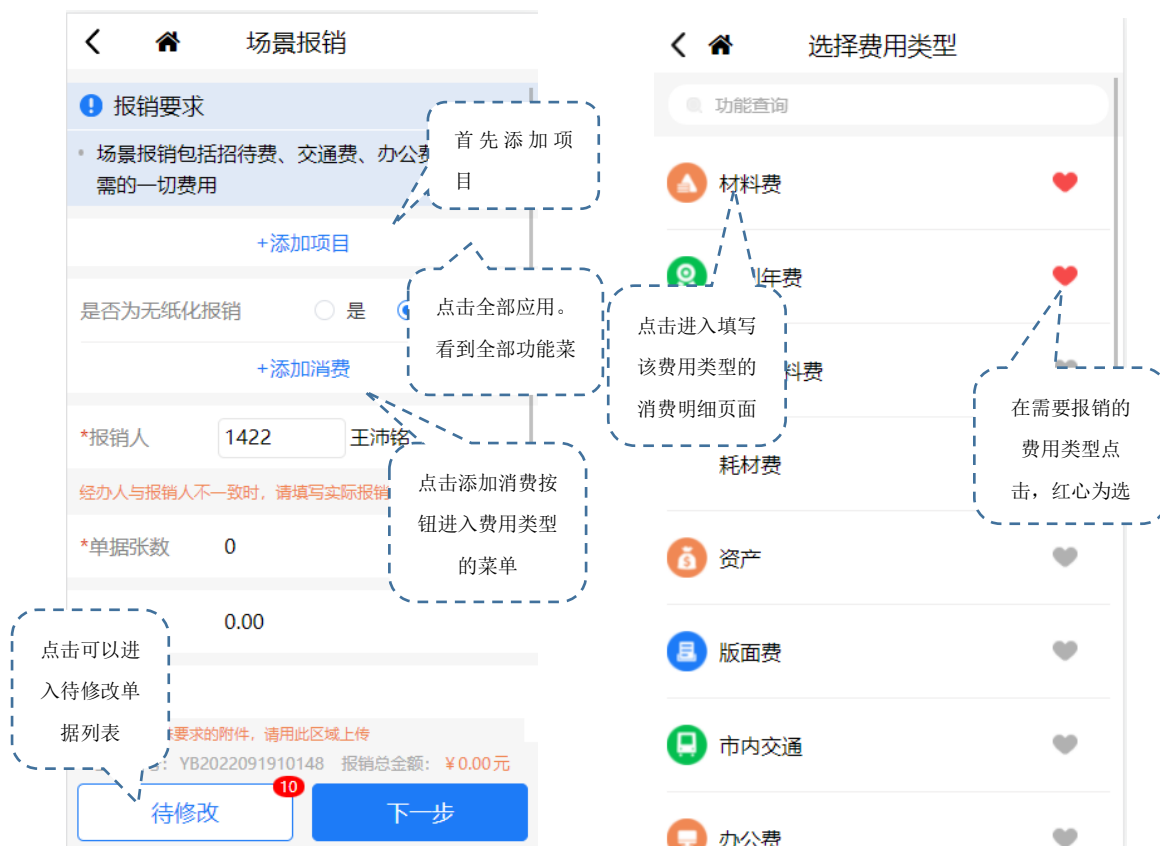 场景报销
报销要求
场景报销包括招待费、交通费、办公费
需的一切费用
首先添加项
目
+添加项目
点击全部应用。
看到全部功能菜
是否为无纸化报销
是
+添加消费
*报销人
1422
王沛铭
经办人与报销人不一致时，请填写实际报销
点击添加消费按
钮进入费用类型
的菜单
*单据张数
0
0.00
点击可以进
入待修改单
据列表
要求的附件，请用此区域上传
：YB2022091910148
报销总金额：￥0.00元
待修改
10
下一步
选择费用类型
功能查询
材料费
年费
点击进入填写
该费用类型的
消费明细页面
料费
在需要报销的
费用类型点
击，红心为选
耗材费
资产
版面费
市内交通
办公费